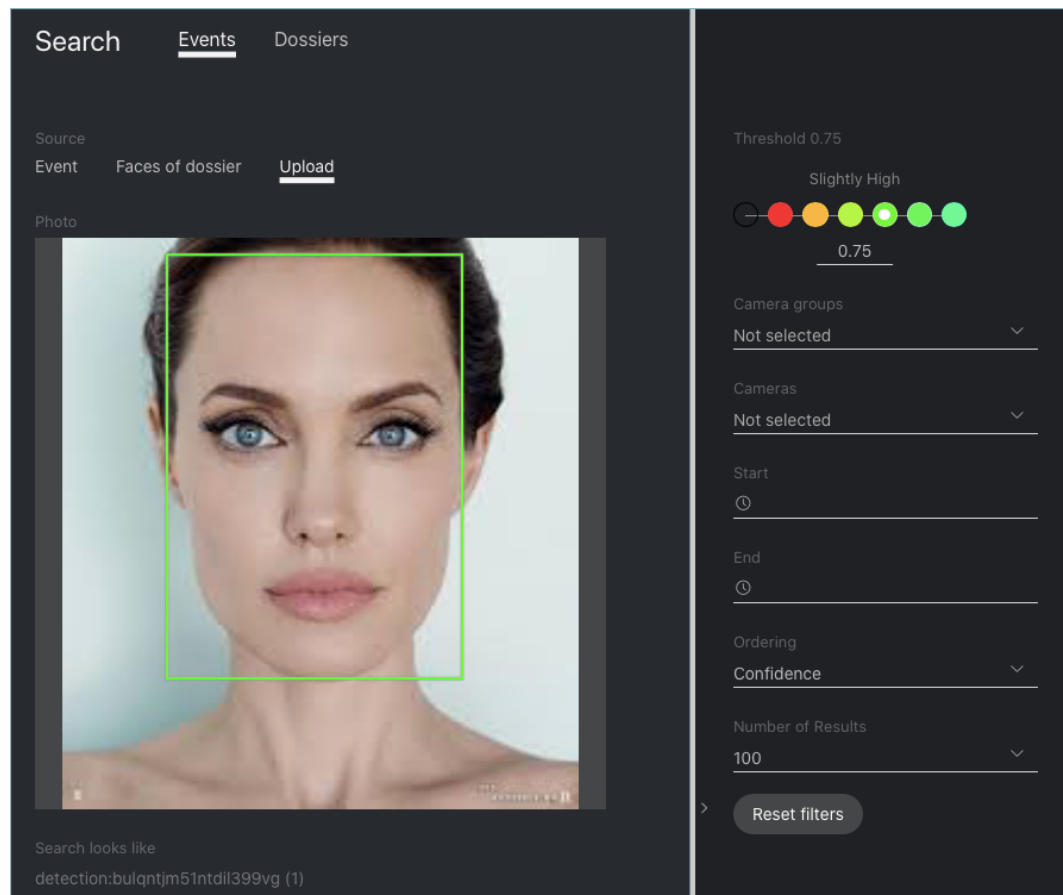 Search
Events
Dossiers
Source
Event
Faces of dossier
Upload
Photo
Search looks like
detection:bulqntjm51ntdil399vg (1)
Threshold 0.75
Slightly High
0.75
Camera groups
Not selected
Cameras
Not selected
Start
End
Ordering
Confidence
Number of Results
100
Reset filters